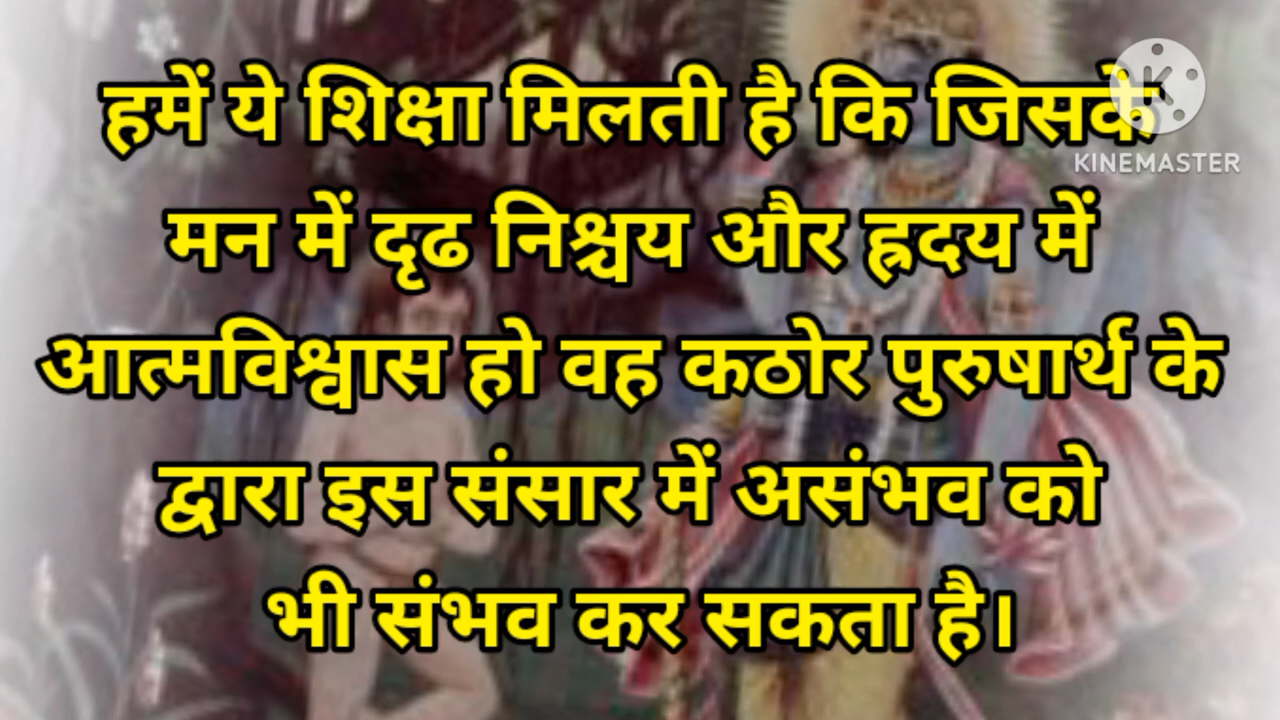 हमें ये शिक्षा मिलती है कि जिसके
KINEMASTER
मन में दृढ निश्चय और ह्रदय में
आत्मविश्वास हो वह कठोर पुरुषार्थ के
द्वारा इस संसार में असंभव को
भी संभव कर सकता है।